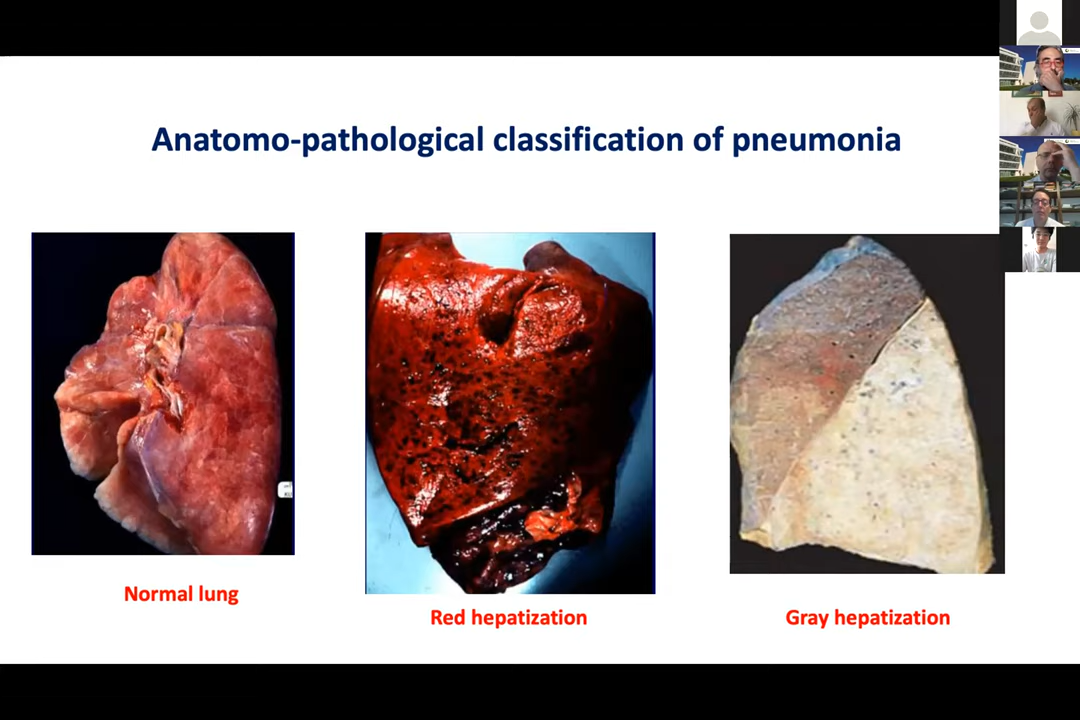 Anatomo-pathological classification of pneumonia
Normal lung
Red hepatization
Gray hepatization